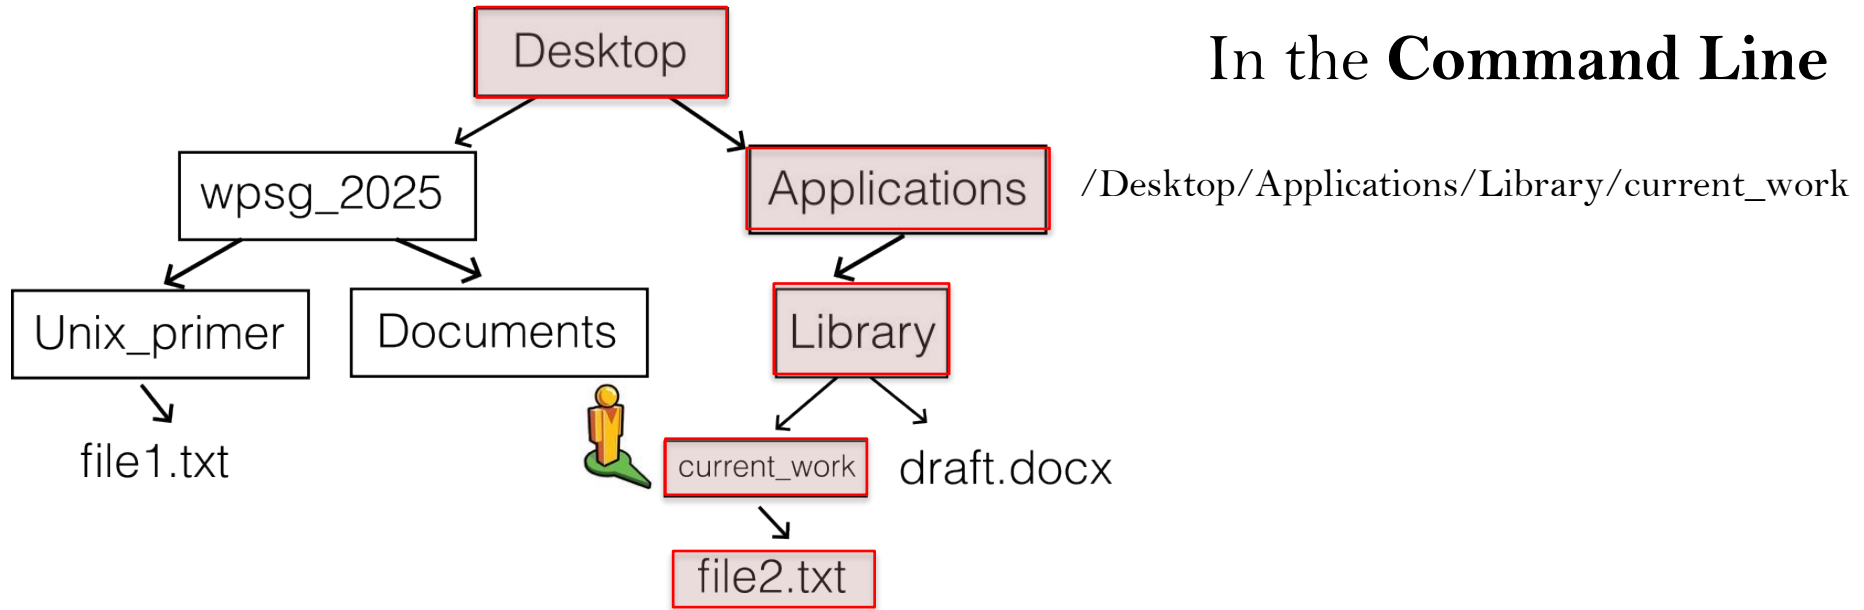 Desktop
In the Command Line
wpsg_2025
Applications
/Desktop/Applications/Library/current_work
Unix_primer
Documents
Library
file1.txt
current_work
draft.docx
file2.txt